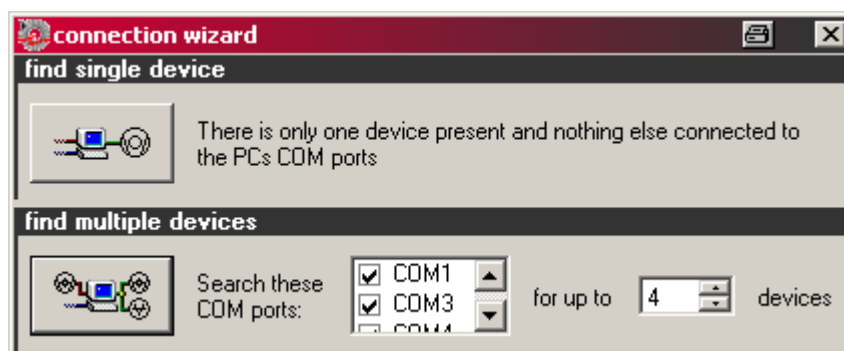 connection wizard
find single device
There is only one device present and nothing else connected to
the PCs COM ports
find multiple devices
Search these
COM ports:
COM1
COM3
COM4
for up to
4
devices